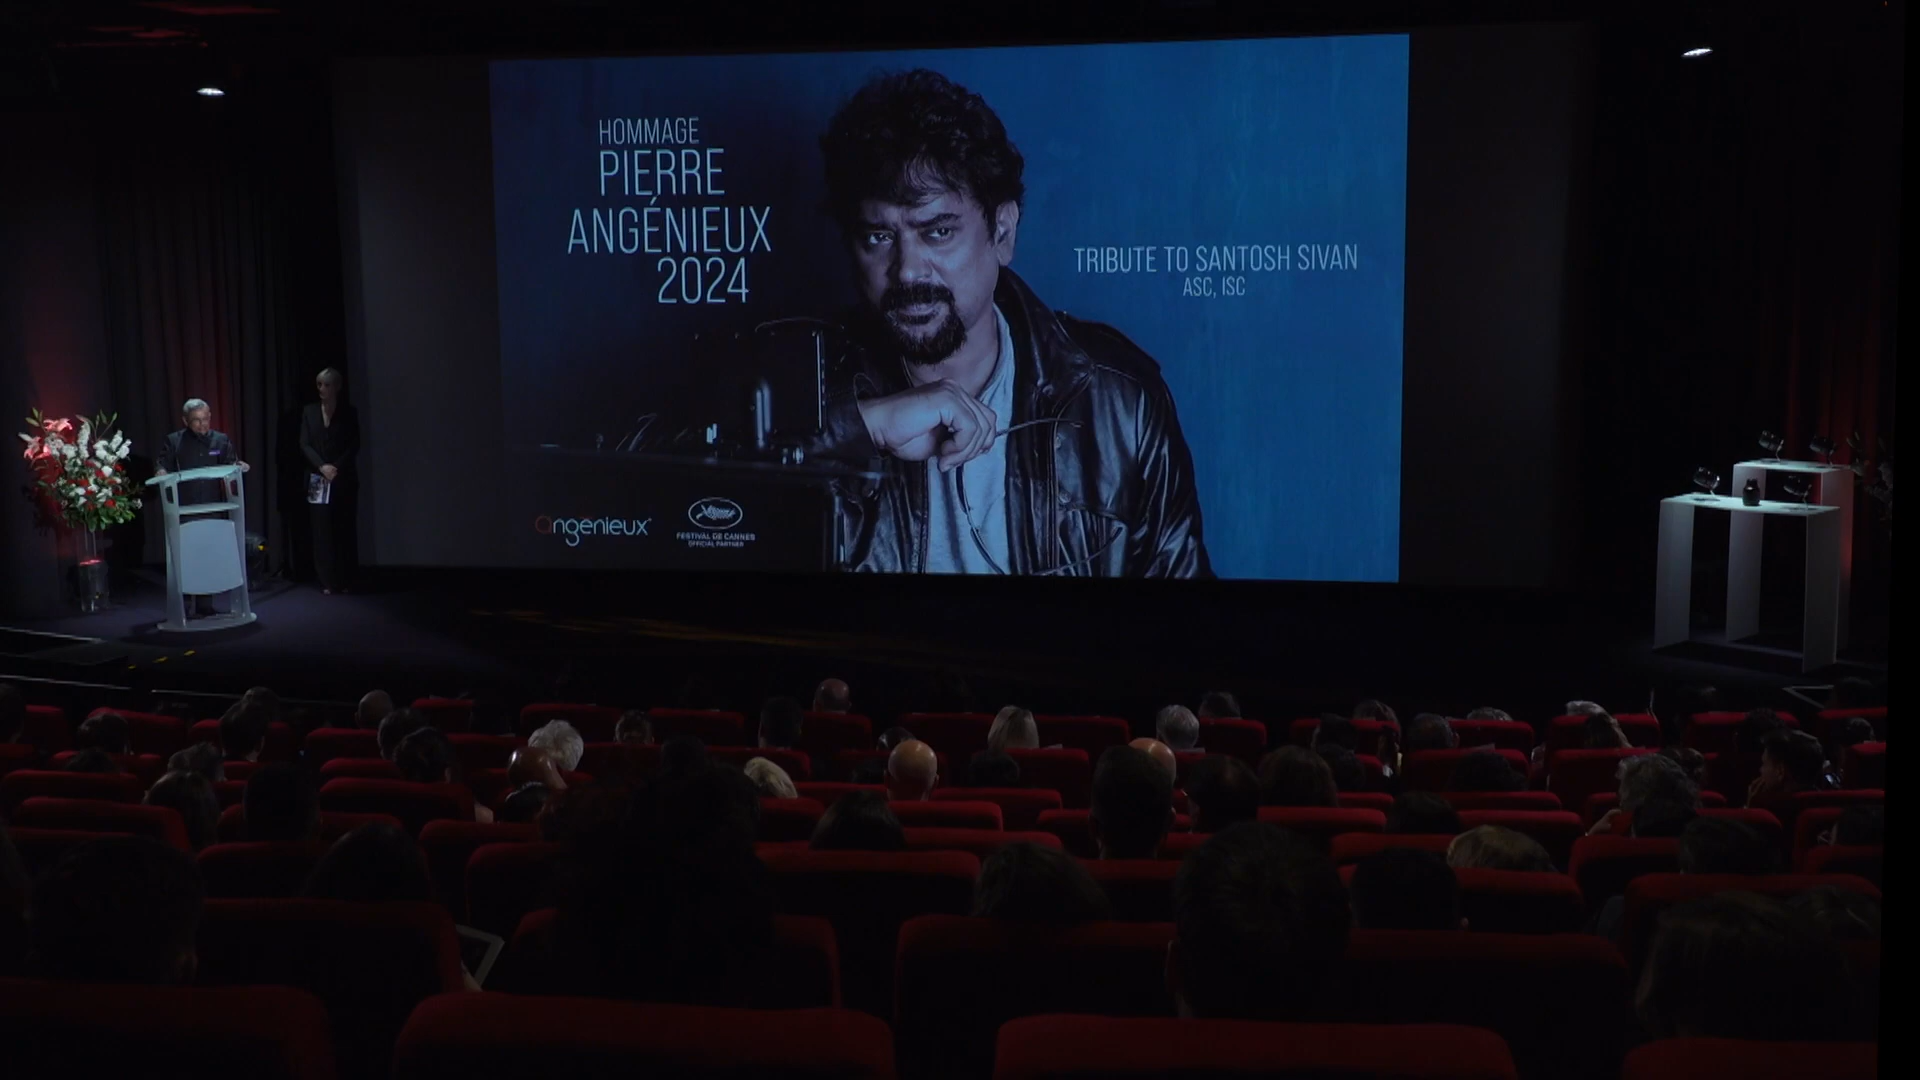 HOMMAGE
PIERRE
ANGÉNIEUX
2024
TRIBUTE TO SANTOSH SIVAN
ASC, ISC
angénieux
FESTIVAL DE CANNES
OFFICIAL PARTNER